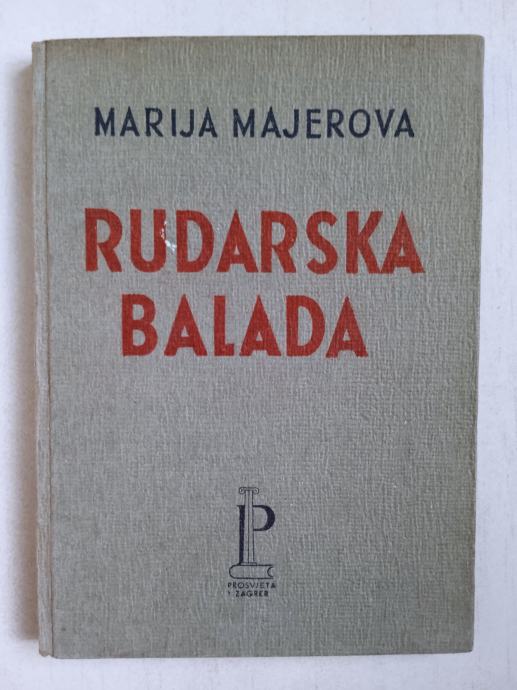 MARIJA MAJEROVA
RUDARSKA
BALADA
P
PROSVJETA
ZAGREB